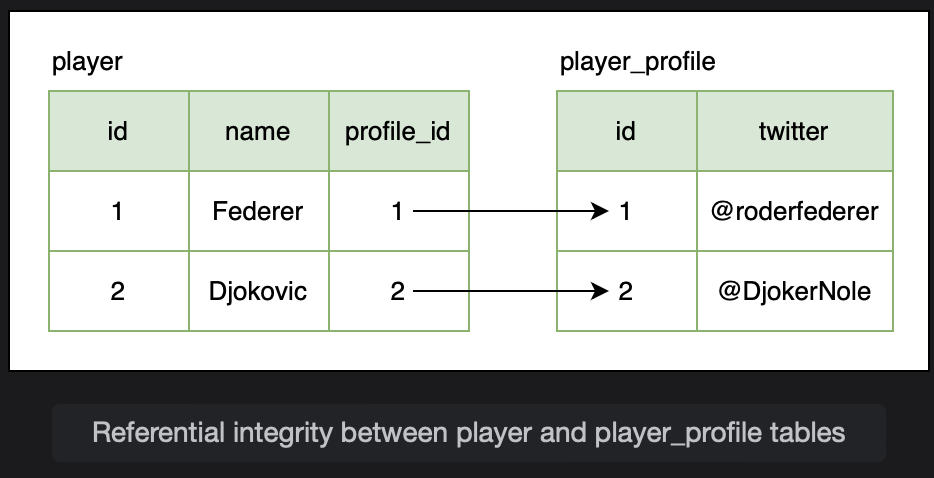 player
id name profile_id
1 Federer 1
2 Djokovic 2
player_profile
id twitter
1 @roderfederer
2 @DjokerNole
Referential integrity between player and player_profile tables